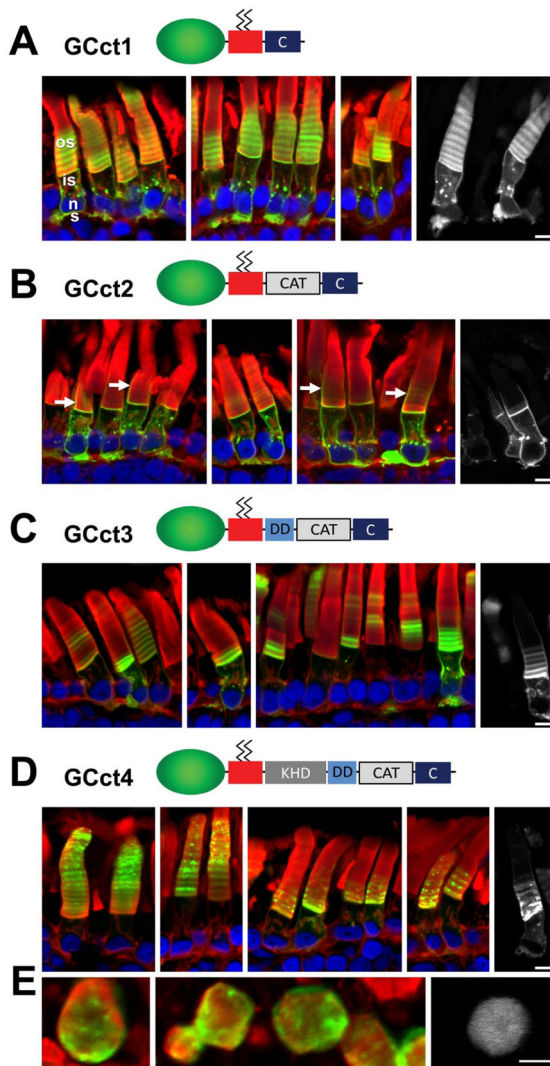 A GCct1 C
os
is
n
s
B GCct2 CAT C
C GCct3 DD CAT C
D GCct4 KHD DD CAT C
E